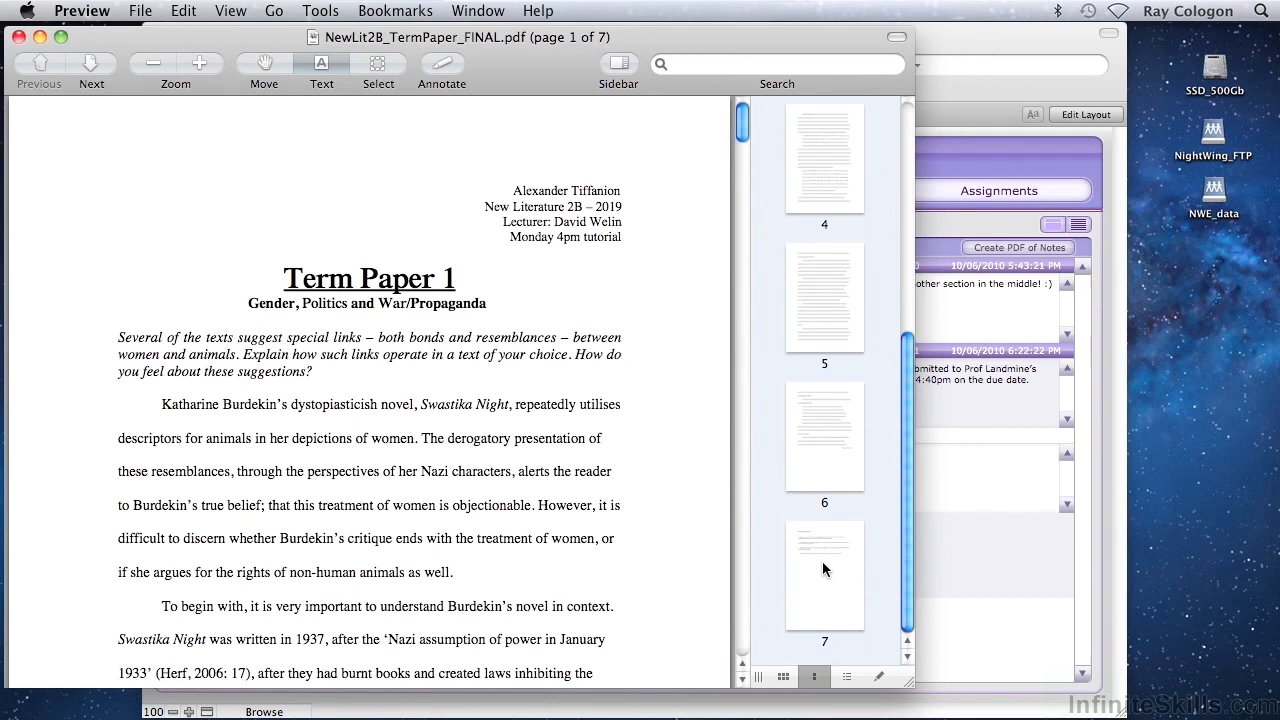 Preview File Edit View Go Tools Bookmarks Window Help Ray Cologon
NewLit2B_TermPaper_FINAL.pdf (page 1 of 7)
Previous Next Zoom Move Text Select Annotate Sidebar Search
Alexander Tiffanion
New Literature 2B – 2019
Lecturer: David Welin
Monday 4pm tutorial
Term Paper 1
Gender, Politics and War/Propaganda
Several of the texts suggest special links – both bonds and resemblances – between
women and animals. Explain how such links operate in a text of your choice. How do
you feel about these suggestions?
Katharine Burdekin's dystopiasticish novel, Swastika Night, repeatedly utilises
descriptors for animals in her depictions of women. The derogatory presentation of
these resemblances, through the perspectives of her Nazi characters, alerts the reader
to Burdekin's true belief; that this treatment of women is objectionable. However, it is
difficult to discern whether Burdekin's critique ends with the treatment of women, or
if she argues for the rights of non-human animals as well.
To begin with, it is very important to understand Burdekin's novel in context.
Swastika Night was written in 1937, after the 'Nazi assumption of power in January
1933' (Herf, 2006: 17), after they had burnt books and created laws inhibiting the
4
5
6
7
Aa Edit Layout
Assignments
Create PDF of Notes
0 10/06/2010 5:43:21 PM
other section in the middle! :)
1 10/06/2010 6:22:22 PM
bmitted to Prof Landmine's
4:40pm on the due date.
100 Browse
SSD_500Gb
NightWing_FTP
NWE_data
InfiniteSkills.com